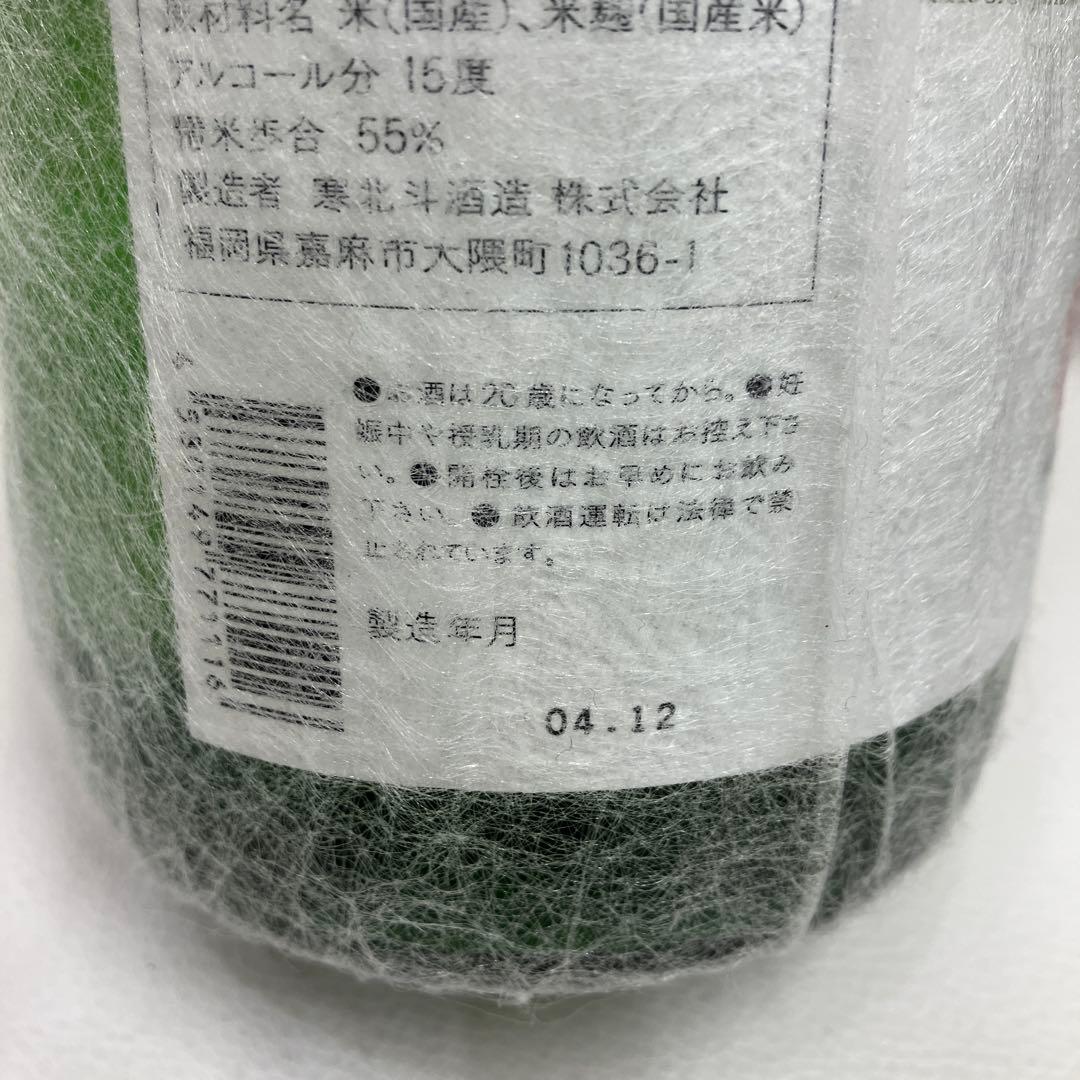 原材料名 米(国産)、米麹(国産米)
アルコール分 15度
精米歩合 55%
製造者 寒北斗酒造 株式会社
福岡県嘉麻市大隈町1036-1
●お酒は20歳になってから。●妊
娠中や授乳期の飲酒はお控え下さ
い。●開栓後はお早めにお飲み
下さい。●飲酒運転は法律で禁
止されています。
製造年月
04.12